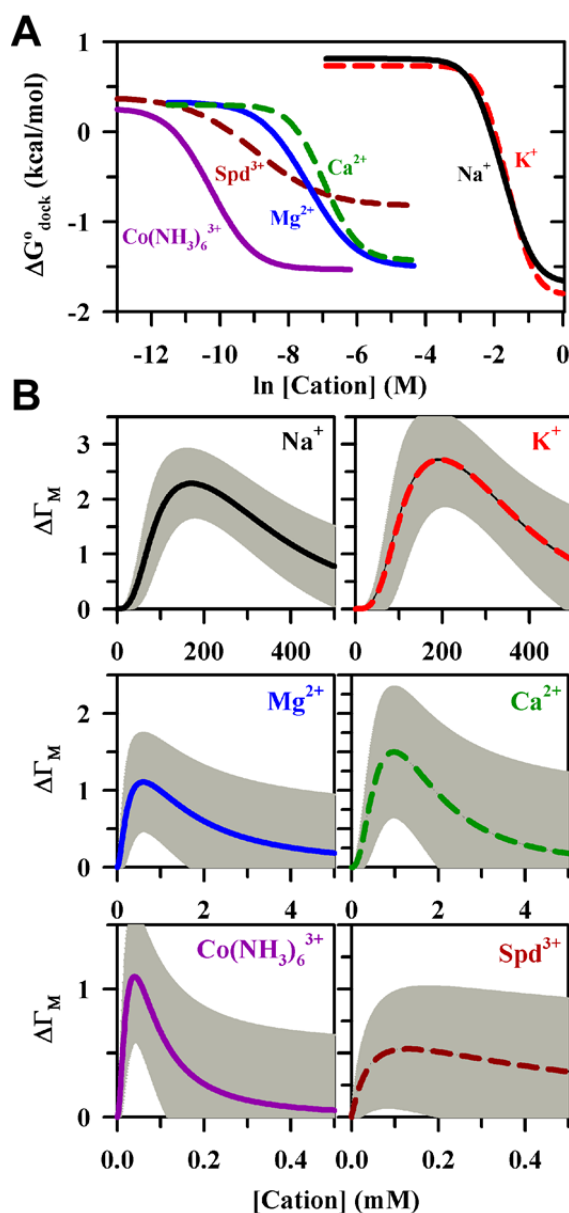 A
ΔG°dock (kcal/mol)
1
0
-1
-2
Spd³⁺
Ca²⁺
Mg²⁺
Co(NH₃)₆³⁺
Na⁺
K⁺
-12 -10 -8 -6 -4 -2 0
ln [Cation] (M)
B
ΔΓM
3
2
1
0
Na⁺
K⁺
0 200 400
0 200 400
ΔΓM
2
1
0
Mg²⁺
Ca²⁺
0 2 4
0 2 4
ΔΓM
1
0
Co(NH₃)₆³⁺
Spd³⁺
0.0 0.2 0.4
0.0 0.2 0.4
[Cation] (mM)